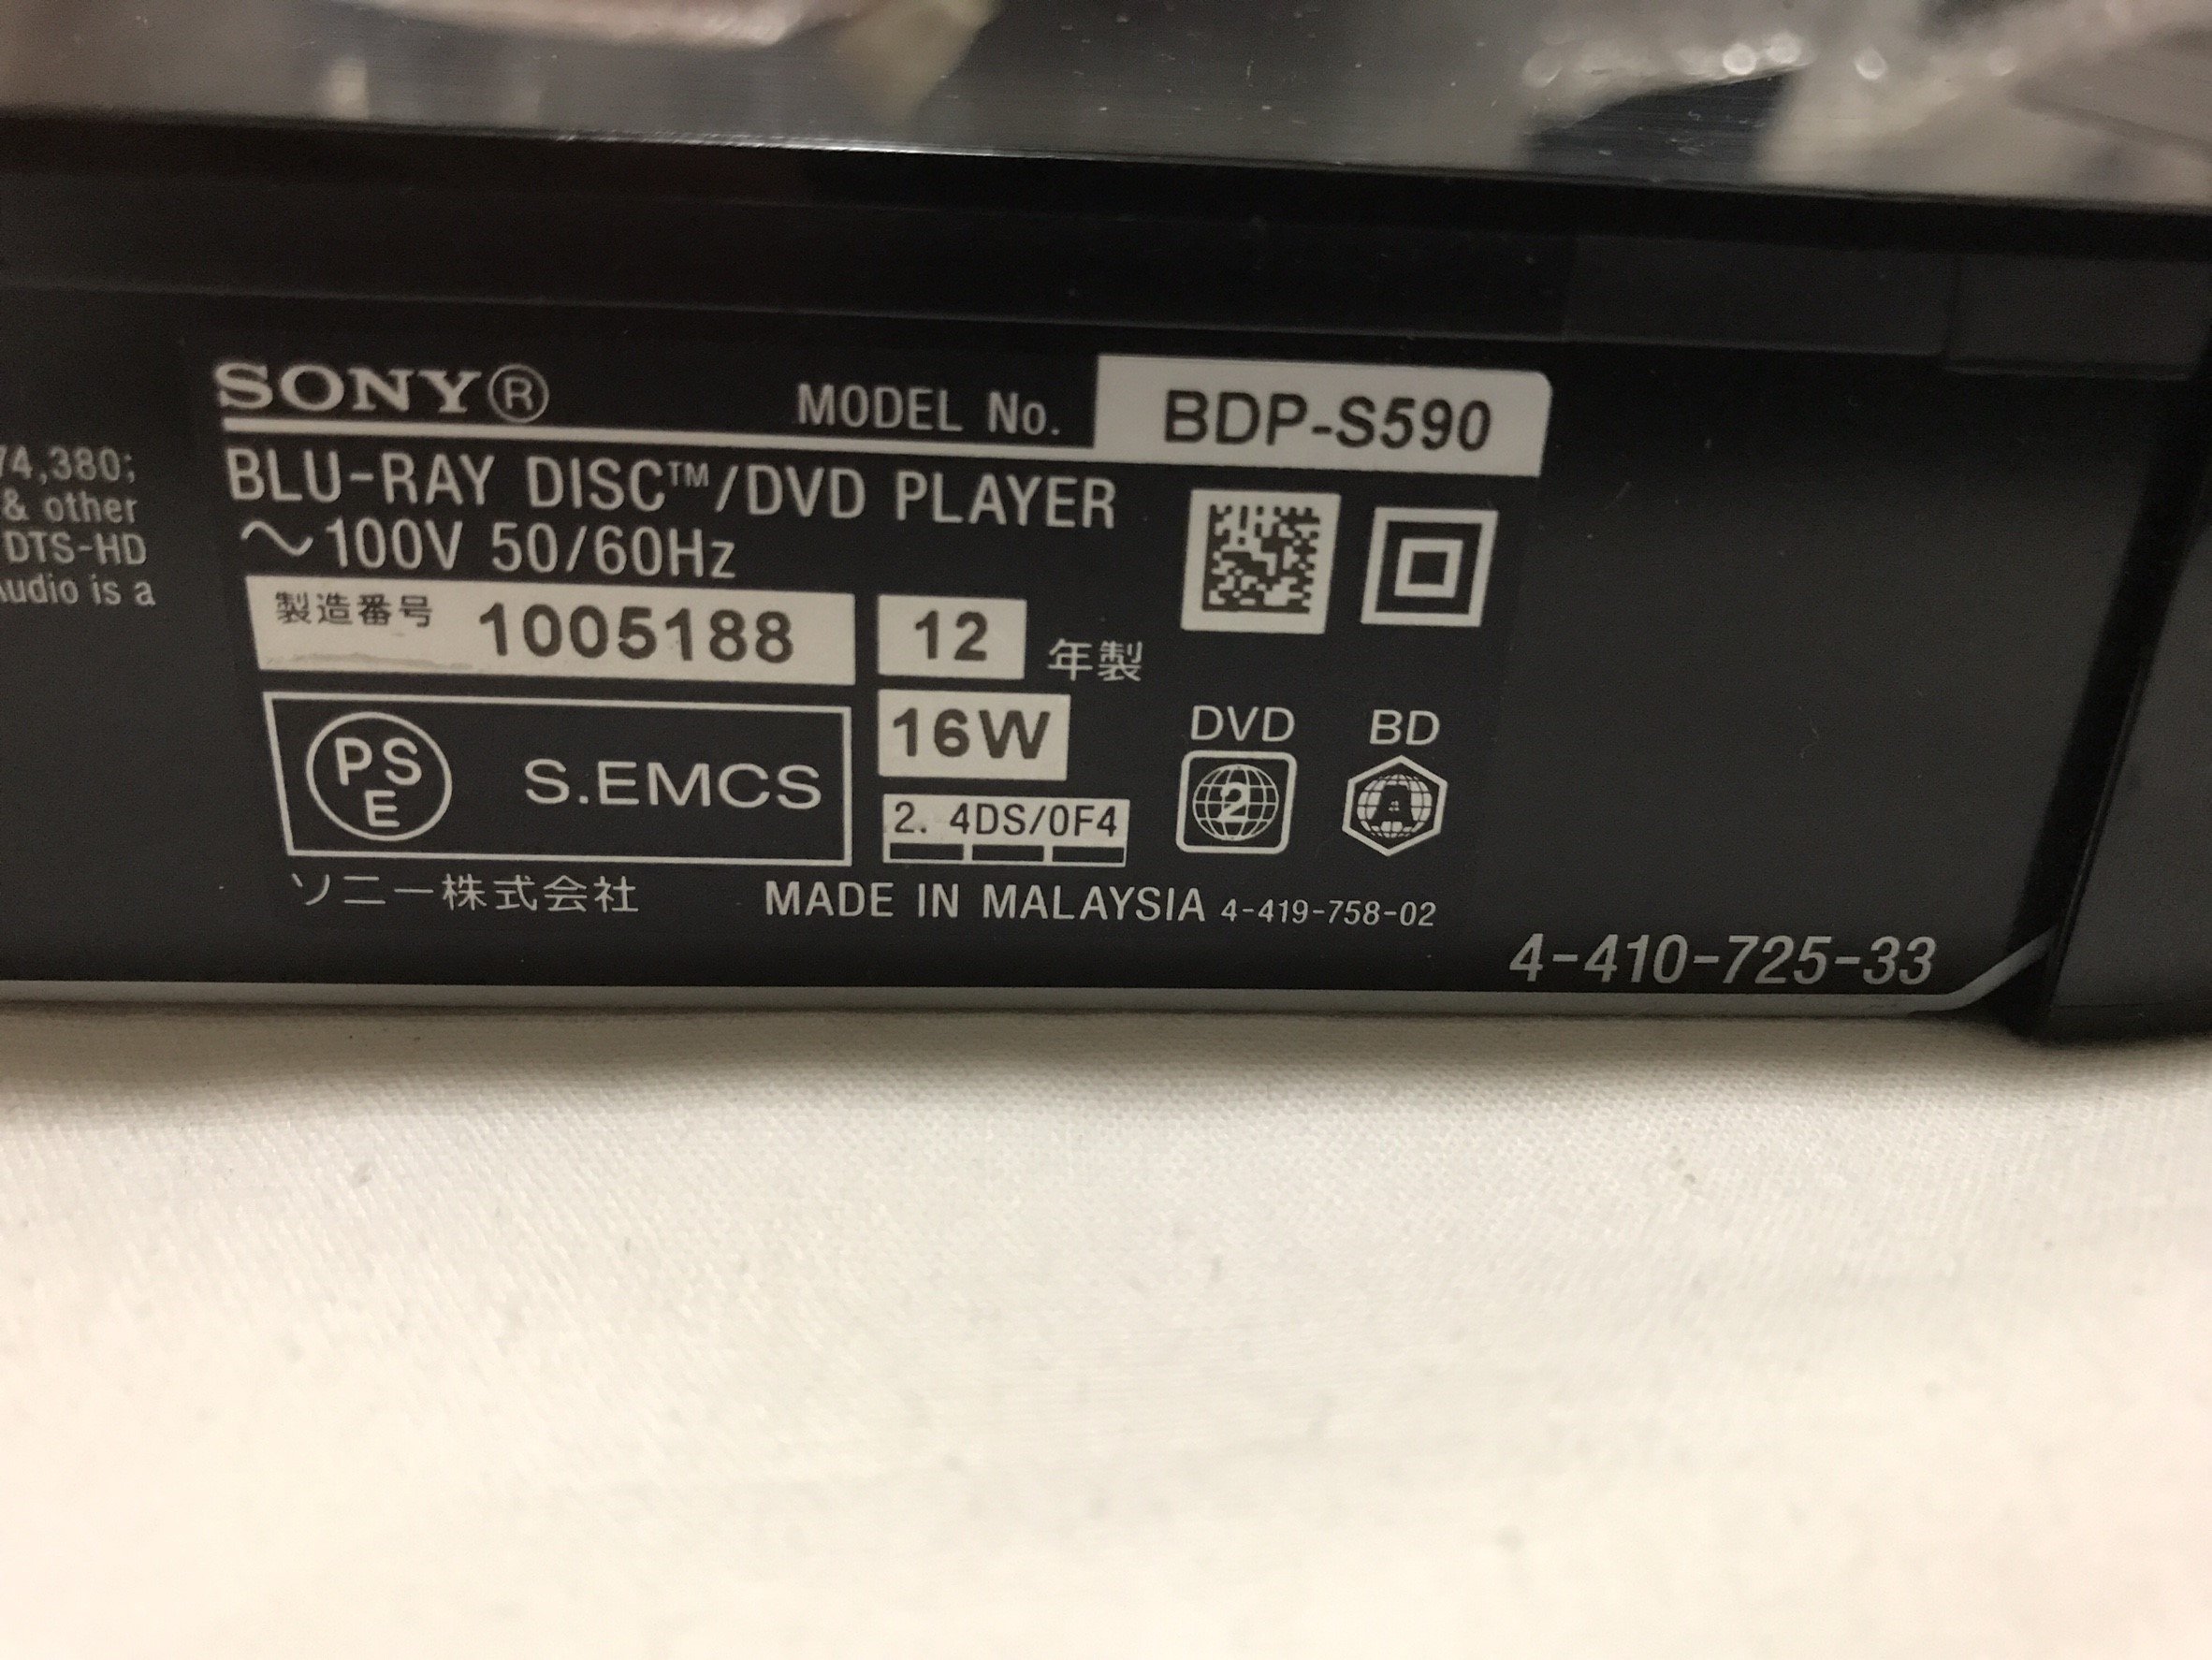 74,380;
& other
DTS-HD
Audio is a
SONY®
MODEL No. BDP-S590
BLU-RAY DISC™/DVD PLAYER
～100V 50/60Hz
製造番号 1005188 12 年製
PS
E
S.EMCS
16W
2. 4DS/0F4
DVD BD
2 A
ソニー株式会社 MADE IN MALAYSIA 4-419-758-02
4-410-725-33